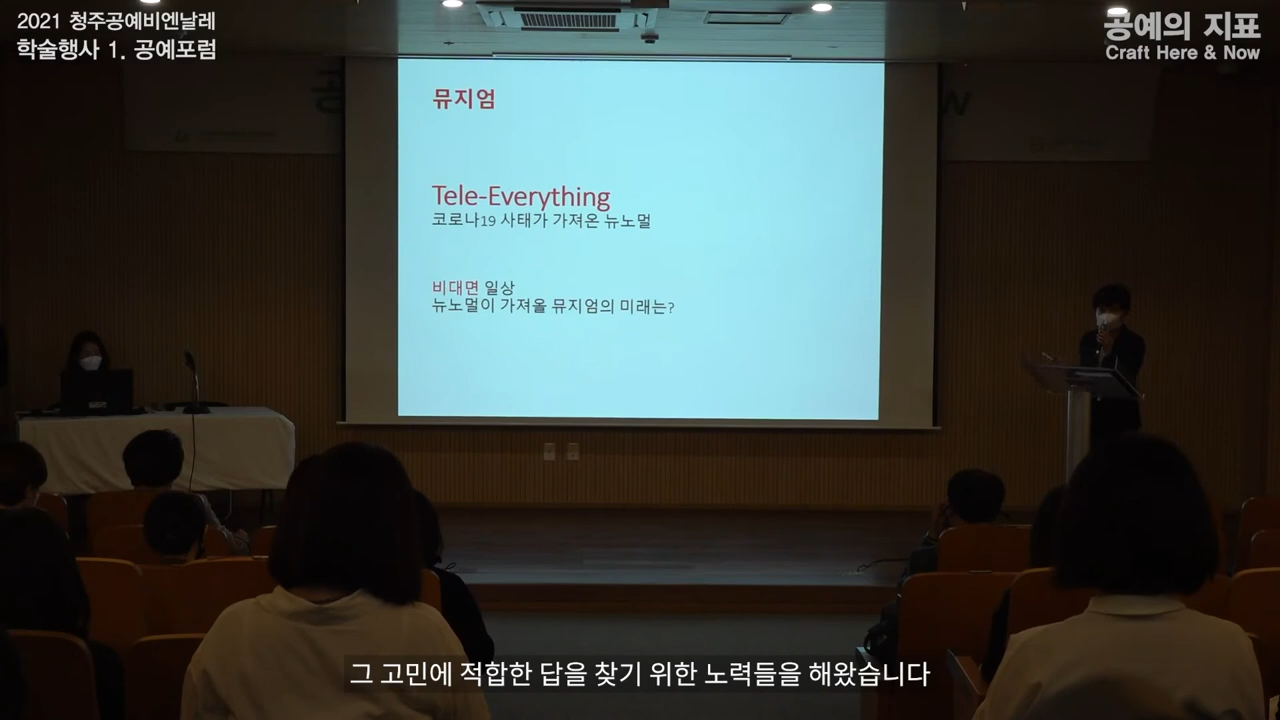 2021 청주공예비엔날레
학술행사 1. 공예포럼
공예의 지표
Craft Here & Now
뮤지엄
Tele-Everything
코로나19 사태가 가져온 뉴노멀
비대면 일상
뉴노멀이 가져올 뮤지엄의 미래는?
그 고민에 적합한 답을 찾기 위한 노력들을 해왔습니다